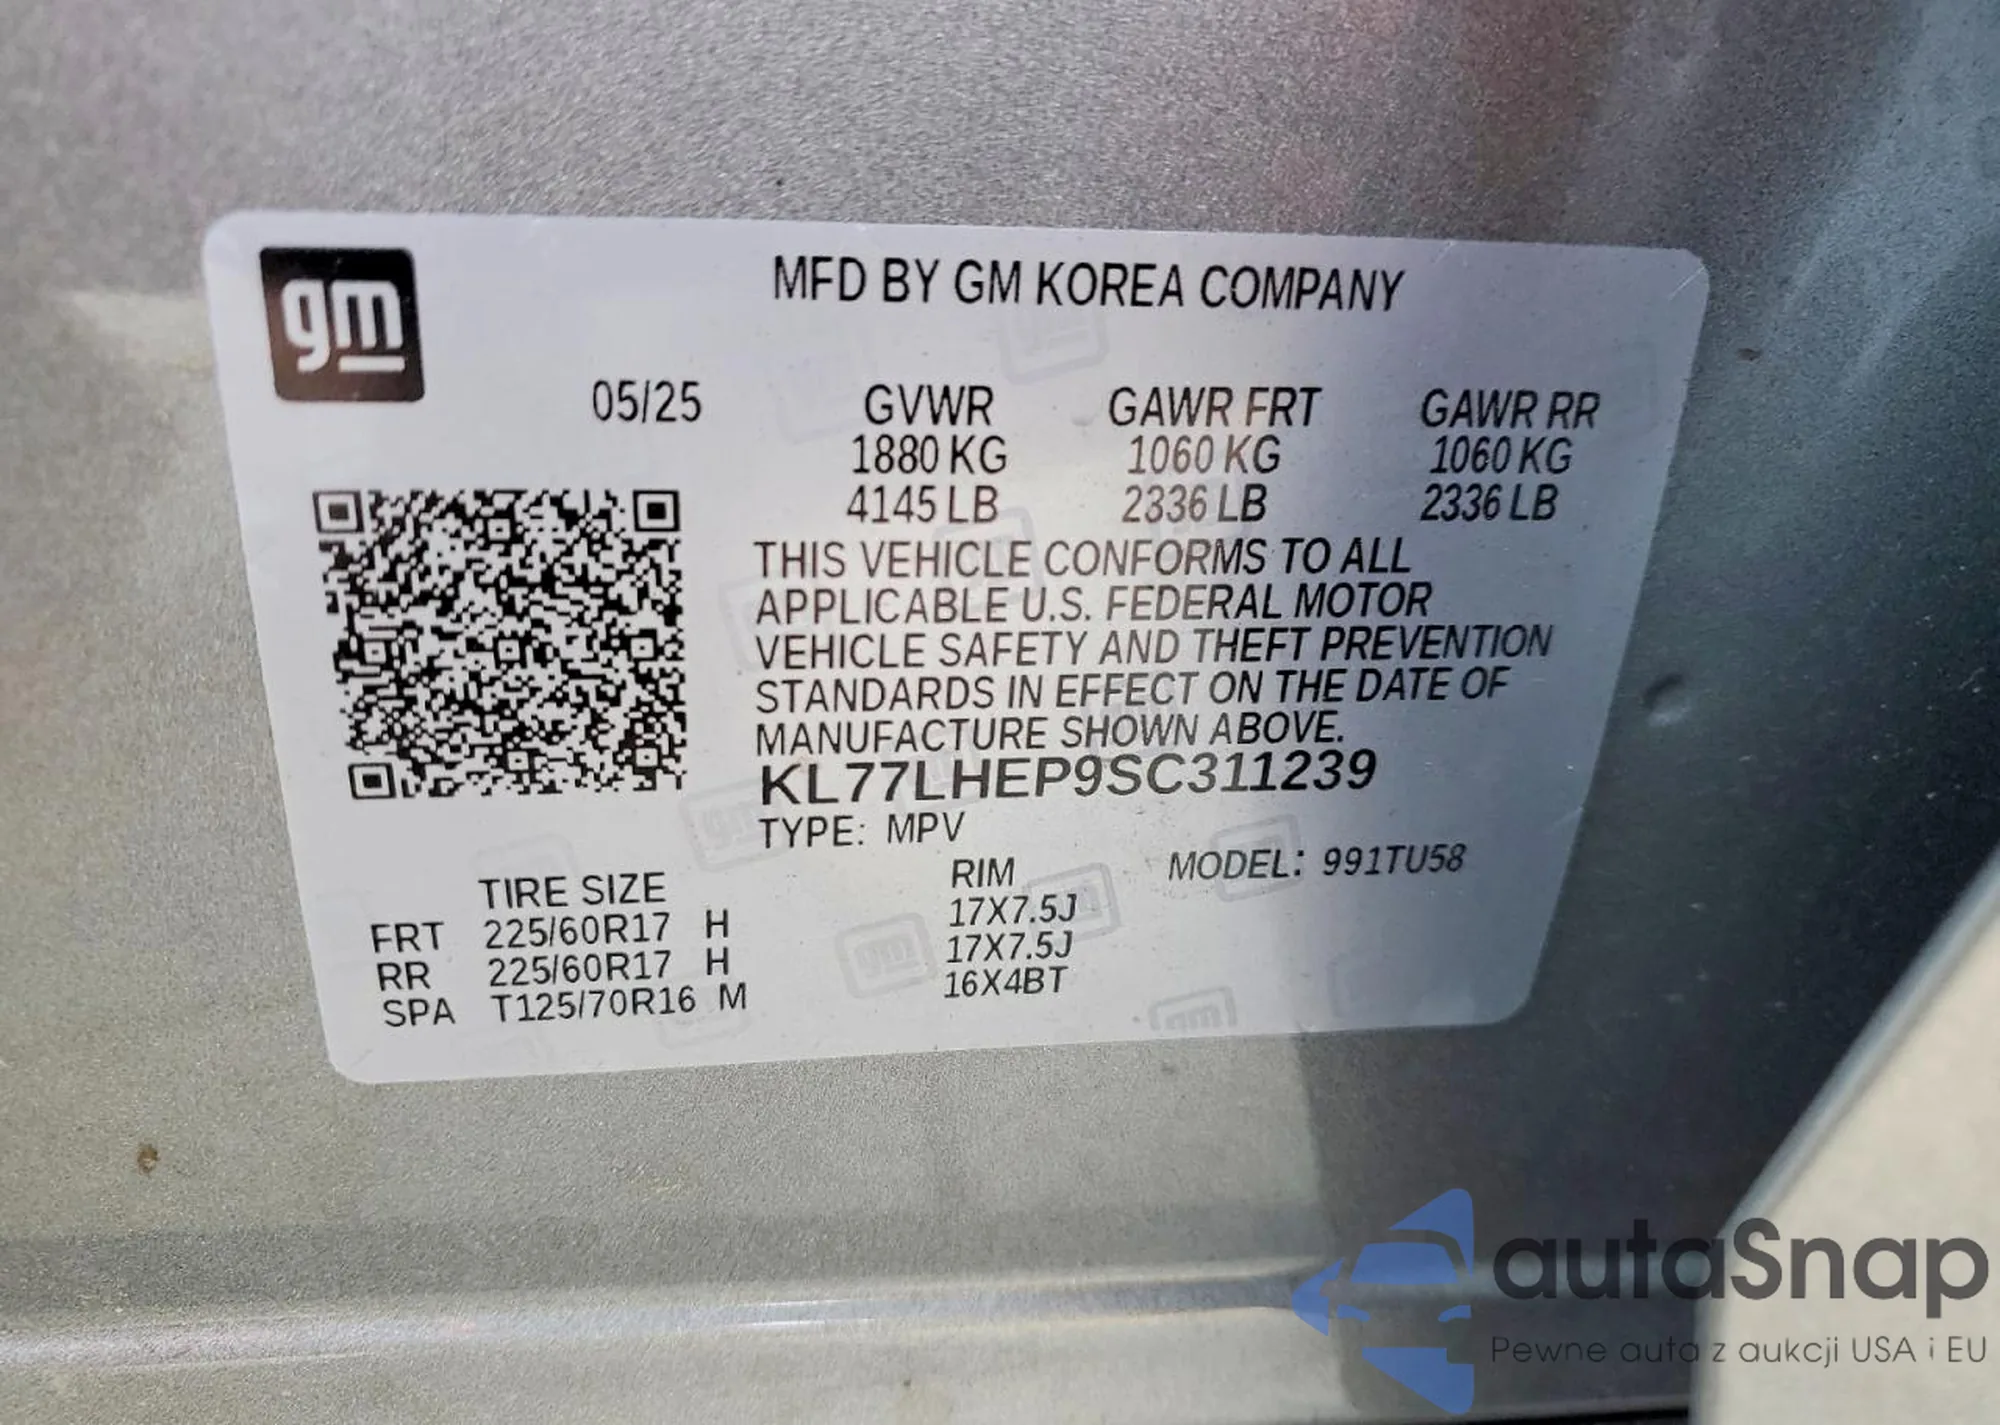 gm
MFD BY GM KOREA COMPANY
05/25 GVWR GAWR FRT GAWR RR
1880 KG 1060 KG 1060 KG
4145 LB 2336 LB 2336 LB
THIS VEHICLE CONFORMS TO ALL
APPLICABLE U.S. FEDERAL MOTOR
VEHICLE SAFETY AND THEFT PREVENTION
STANDARDS IN EFFECT ON THE DATE OF
MANUFACTURE SHOWN ABOVE.
KL77LHEP9SC311239
TYPE: MPV
TIRE SIZE RIM MODEL: 991TU58
FRT 225/60R17 H 17X7.5J
RR 225/60R17 H 17X7.5J
SPA T125/70R16 M 16X4BT
autaSnap
Pewne auta z aukcji USA i EU